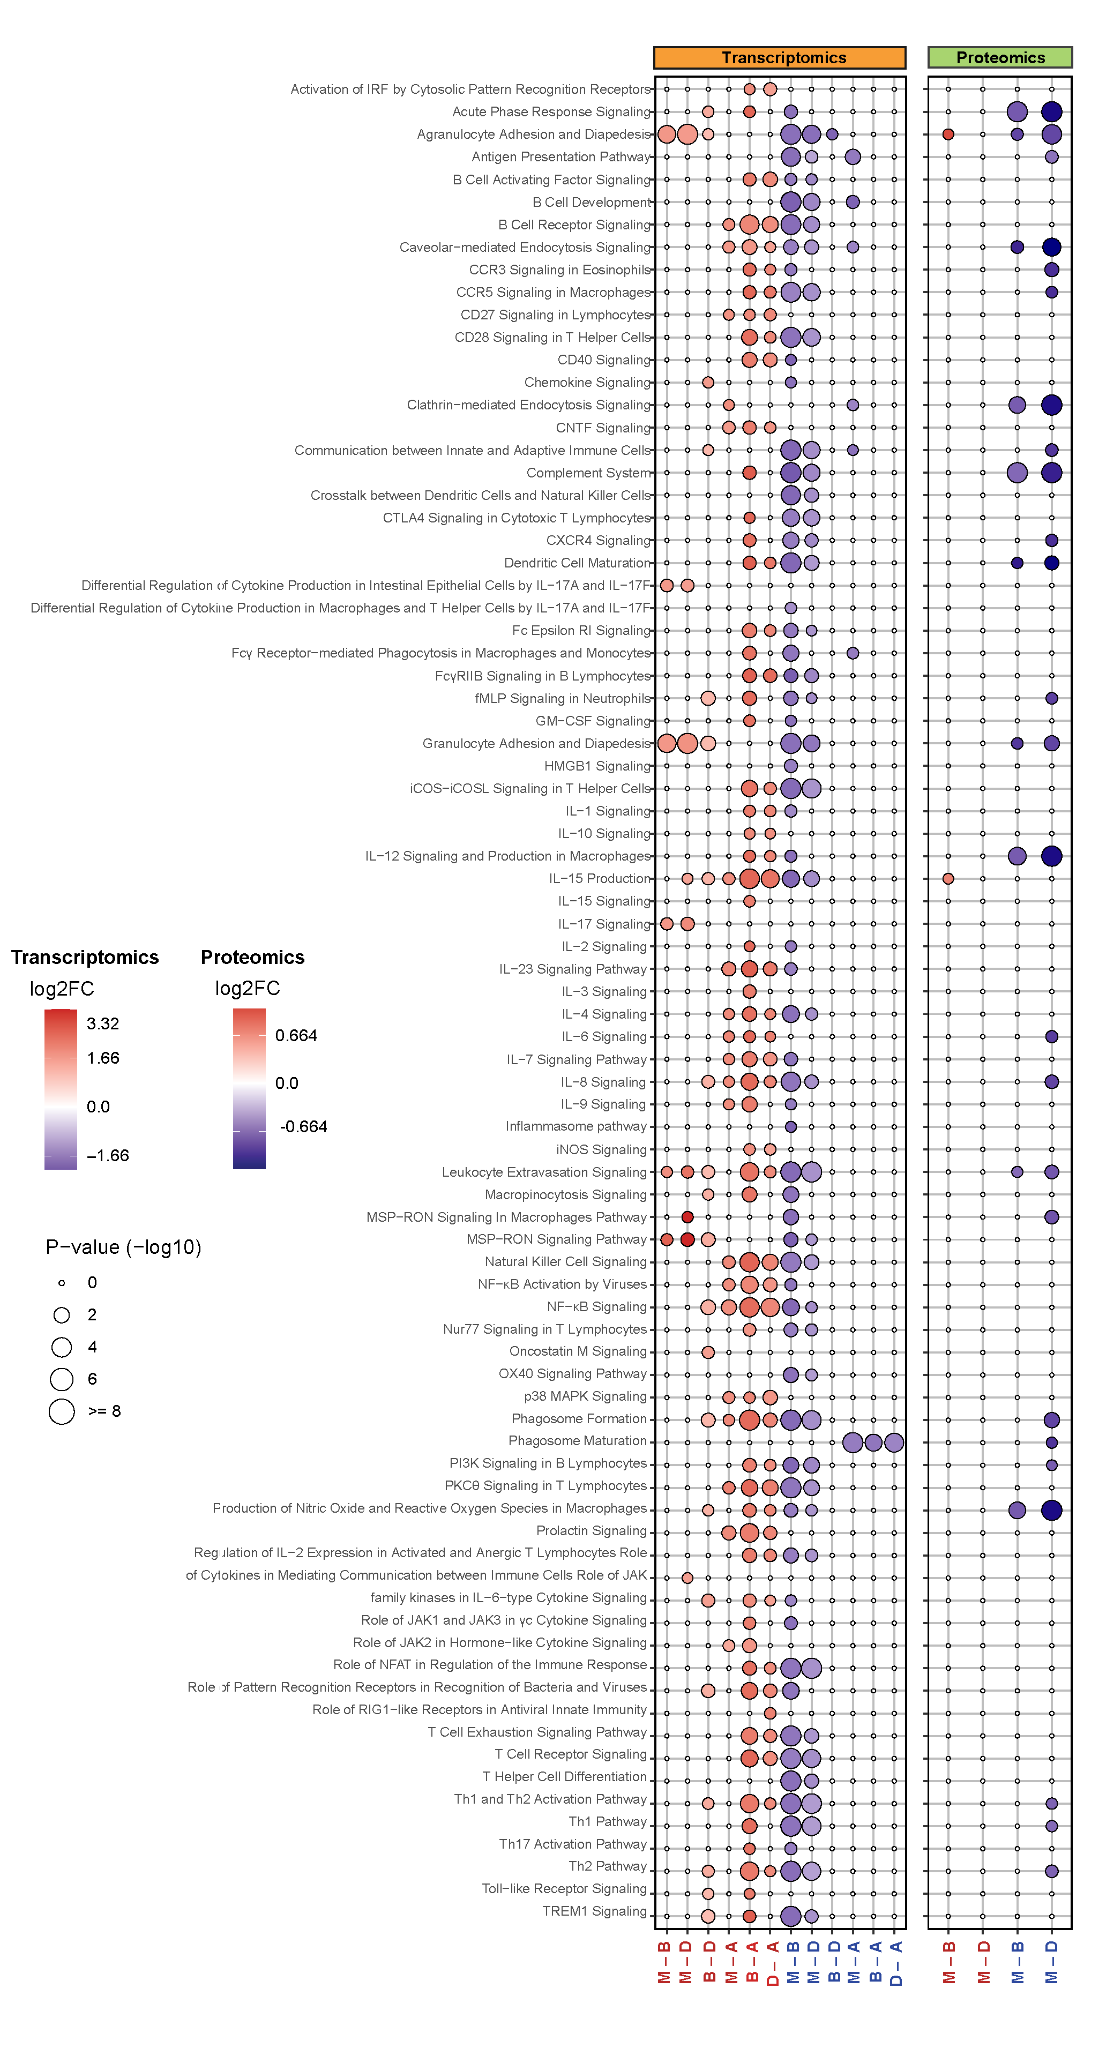 Transcriptomics
Proteomics
Activation of IRF by Cytosolic Pattern Recognition Receptors
Acute Phase Response Signaling
Agranulocyte Adhesion and Diapedesis
Antigen Presentation Pathway
B Cell Activating Factor Signaling
B Cell Development
B Cell Receptor Signaling
Caveolar-mediated Endocytosis Signaling
CCR3 Signaling in Eosinophils
CCR5 Signaling in Macrophages
CD27 Signaling in Lymphocytes
CD28 Signaling in T Helper Cells
CD40 Signaling
Chemokine Signaling
Clathrin-mediated Endocytosis Signaling
CNTF Signaling
Communication between Innate and Adaptive Immune Cells
Complement System
Crosstalk between Dendritic Cells and Natural Killer Cells
CTLA4 Signaling in Cytotoxic T Lymphocytes
CXCR4 Signaling
Dendritic Cell Maturation
Differential Regulation of Cytokine Production in Intestinal Epithelial Cells by IL−17A and IL−17F
Differential Regulation of Cytokine Production in Macrophages and T Helper Cells by IL−17A and IL−17F
Fc Epsilon RI Signaling
Fcγ Receptor−mediated Phagocytosis in Macrophages and Monocytes
FcγRIIB Signaling in B Lymphocytes
fMLP Signaling in Neutrophils
GM−CSF Signaling
Granulocyte Adhesion and Diapedesis
HMGB1 Signaling
iCOS−iCOSL Signaling in T Helper Cells
IL−1 Signaling
IL−10 Signaling
IL−12 Signaling and Production in Macrophages
IL−15 Production
IL−15 Signaling
IL−17 Signaling
IL−2 Signaling
IL−23 Signaling Pathway
IL−3 Signaling
IL−4 Signaling
IL−6 Signaling
IL−7 Signaling Pathway
IL−8 Signaling
IL−9 Signaling
Inflammasome pathway
iNOS Signaling
Leukocyte Extravasation Signaling
Macropinocytosis Signaling
MSP−RON Signaling In Macrophages Pathway
MSP−RON Signaling Pathway
Natural Killer Cell Signaling
NF−κB Activation by Viruses
NF−κB Signaling
Nur77 Signaling in T Lymphocytes
Oncostatin M Signaling
OX40 Signaling Pathway
p38 MAPK Signaling
Phagosome Formation
Phagosome Maturation
PI3K Signaling in B Lymphocytes
PKCθ Signaling in T Lymphocytes
Production of Nitric Oxide and Reactive Oxygen Species in Macrophages
Prolactin Signaling
Regulation of IL−2 Expression in Activated and Anergic T Lymphocytes Role
of Cytokines in Mediating Communication between Immune Cells Role of JAK
family kinases in IL−6−type Cytokine Signaling
Role of JAK1 and JAK3 in γc Cytokine Signaling
Role of JAK2 in Hormone−like Cytokine Signaling
Role of NFAT in Regulation of the Immune Response
Role of Pattern Recognition Receptors in Recognition of Bacteria and Viruses
Role of RIG1−like Receptors in Antiviral Innate Immunity
T Cell Exhaustion Signaling Pathway
T Cell Receptor Signaling
T Helper Cell Differentiation
Th1 and Th2 Activation Pathway
Th1 Pathway
Th17 Activation Pathway
Th2 Pathway
Toll−like Receptor Signaling
TREM1 Signaling
M − B
M − D
B − D
M − A
B − A
D − A
M − B
M − D
B − D
M − A
B − A
D − A
M − B
M − D
M − B
M − D
Transcriptomics
log2FC
3.32
1.66
0.0
−1.66
Proteomics
log2FC
0.664
0.0
-0.664
P−value (−log10)
0
2
4
6
>= 8